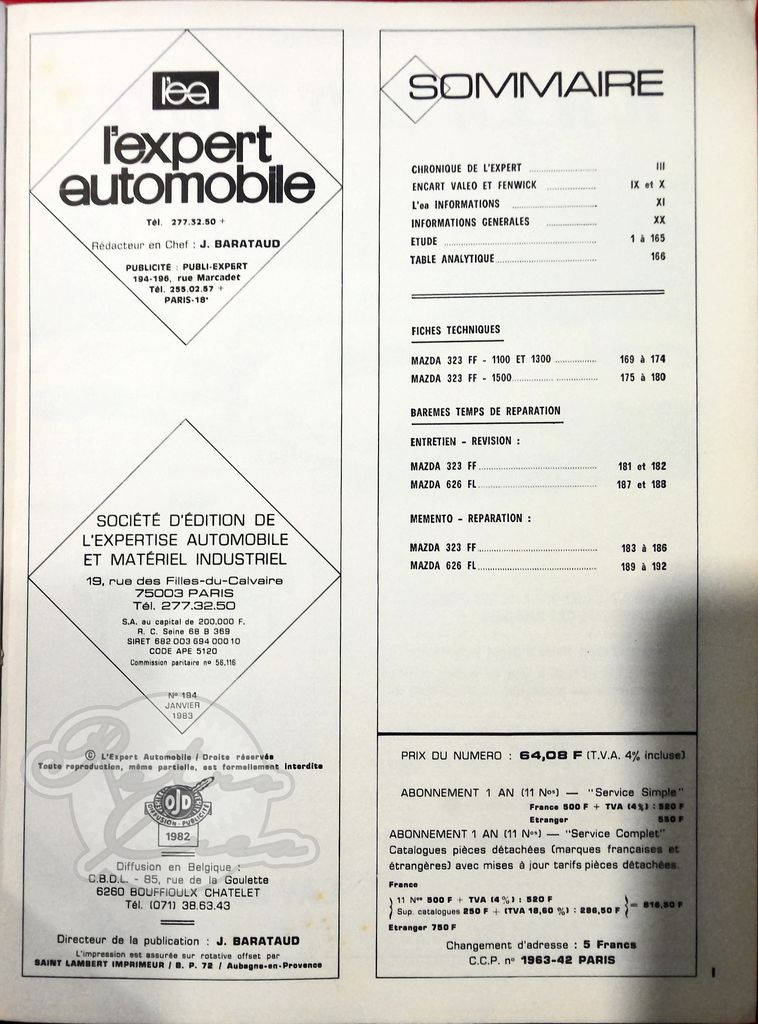 l'ea
l'expert
automobile
Tél. 277.32.50 +
Rédacteur en Chef : J. BARATAUD
PUBLICITÉ : PUBLI-EXPERT
194-196, rue Marcadet
Tél. 255.02.57 +
PARIS-18e
SOCIÉTÉ D'ÉDITION DE
L'EXPERTISE AUTOMOBILE
ET MATÉRIEL INDUSTRIEL
19, rue des Filles-du-Calvaire
75003 PARIS
Tél. 277.32.50
S.A. au capital de 200.000 F.
R. C. Seine 68 B 369
SIRET 682 003 694 000 10
CODE APE 5120
Commission paritaire no 56.116
No 194
JANVIER
1983
© L'Expert Automobile / Droits réservés
Toute reproduction, même partielle, est formellement interdite
OJD
DIFFUSION - PUBLICITÉ
1982
Diffusion en Belgique :
C.B.D.L. - 85, rue de la Goulette
6260 BOUFFIOULX CHATELET
Tél. (071) 38.63.43
Directeur de la publication : J. BARATAUD
L'impression est assurée sur rotative offset par
SAINT LAMBERT IMPRIMEUR / B. P. 72 / Aubagne-en-Provence
SOMMAIRE
CHRONIQUE DE L'EXPERT III
ENCART VALEO ET FENWICK IX et X
L'ea INFORMATIONS XI
INFORMATIONS GENERALES XX
ETUDE 1 à 165
TABLE ANALYTIQUE 166
FICHES TECHNIQUES
MAZDA 323 FF - 1100 ET 1300 169 à 174
MAZDA 323 FF - 1500 175 à 180
BAREMES TEMPS DE REPARATION
ENTRETIEN - REVISION :
MAZDA 323 FF 181 et 182
MAZDA 626 FL 187 et 188
MEMENTO - REPARATION :
MAZDA 323 FF 183 à 186
MAZDA 626 FL 189 à 192
PRIX DU NUMERO : 64,08 F (T.V.A. 4% incluse)
ABONNEMENT 1 AN (11 Nos) — "Service Simple"
France 500 F + TVA (4%) : 520 F
Etranger 550 F
ABONNEMENT 1 AN (11 Nos) — "Service Complet"
Catalogues pièces détachées (marques françaises et
étrangères) avec mises à jour tarifs pièces détachées.
France
11 Nos 500 F + TVA (4%) : 520 F
Sup. catalogues 250 F + (TVA 18,60 %) : 296,50 F = 816,50 F
Etranger 750 F
Changement d'adresse : 5 Francs
C.C.P. no 1963-42 PARIS
I